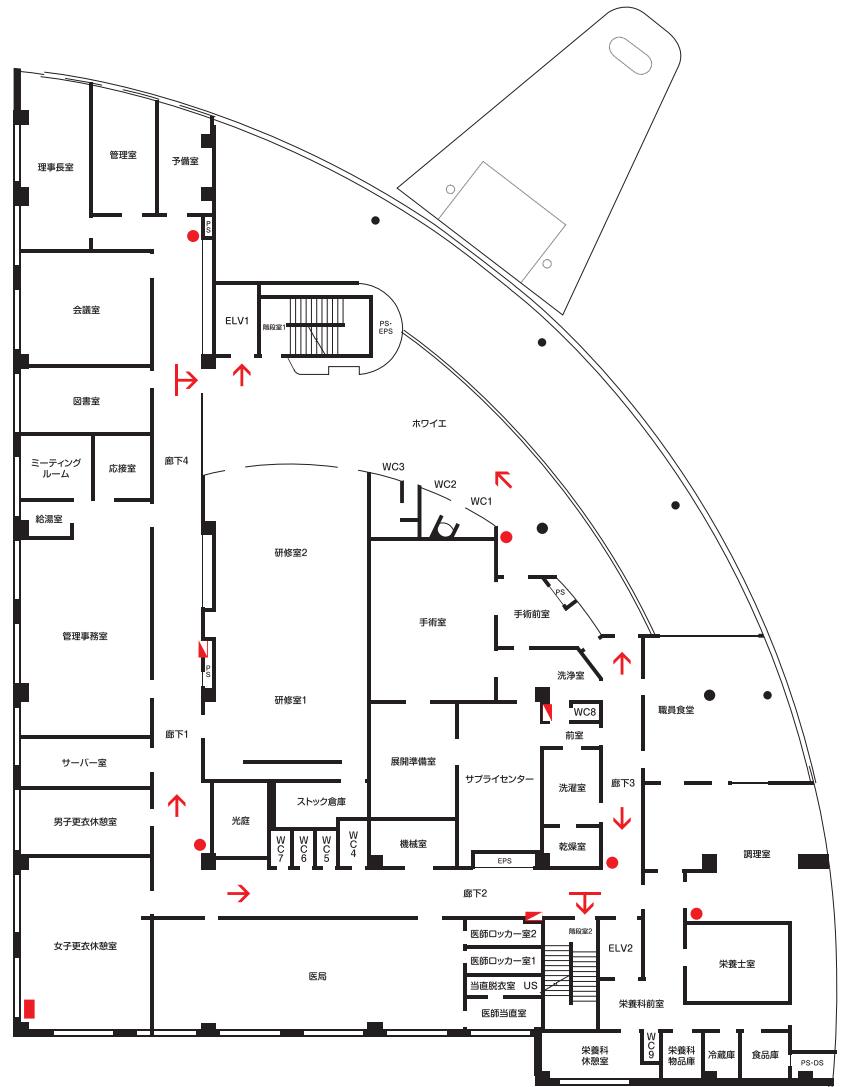 理事長室
管理室
予備室
PS
会議室
ELV1
階段室1
PS・
EPS
図書室
ホワイエ
ミーティング
ルーム
応接室
廊下4
WC3
WC2
WC1
給湯室
研修室2
管理事務室
手術室
手術前室
PS
PS
洗浄室
研修室1
職員食堂
WC8
前室
廊下1
サーバー室
展開準備室
サプライセンター
洗濯室
廊下3
男子更衣休憩室
光庭
ストック倉庫
WC7
WC6
WC5
WC4
機械室
乾燥室
EPS
調理室
廊下2
女子更衣休憩室
医局
医師ロッカー室2
医師ロッカー室1
当直脱衣室
US
医師当直室
階段室2
ELV2
栄養士室
栄養科前室
栄養科
休憩室
WC9
栄養科
物品庫
冷蔵庫
食品庫
PS・DS